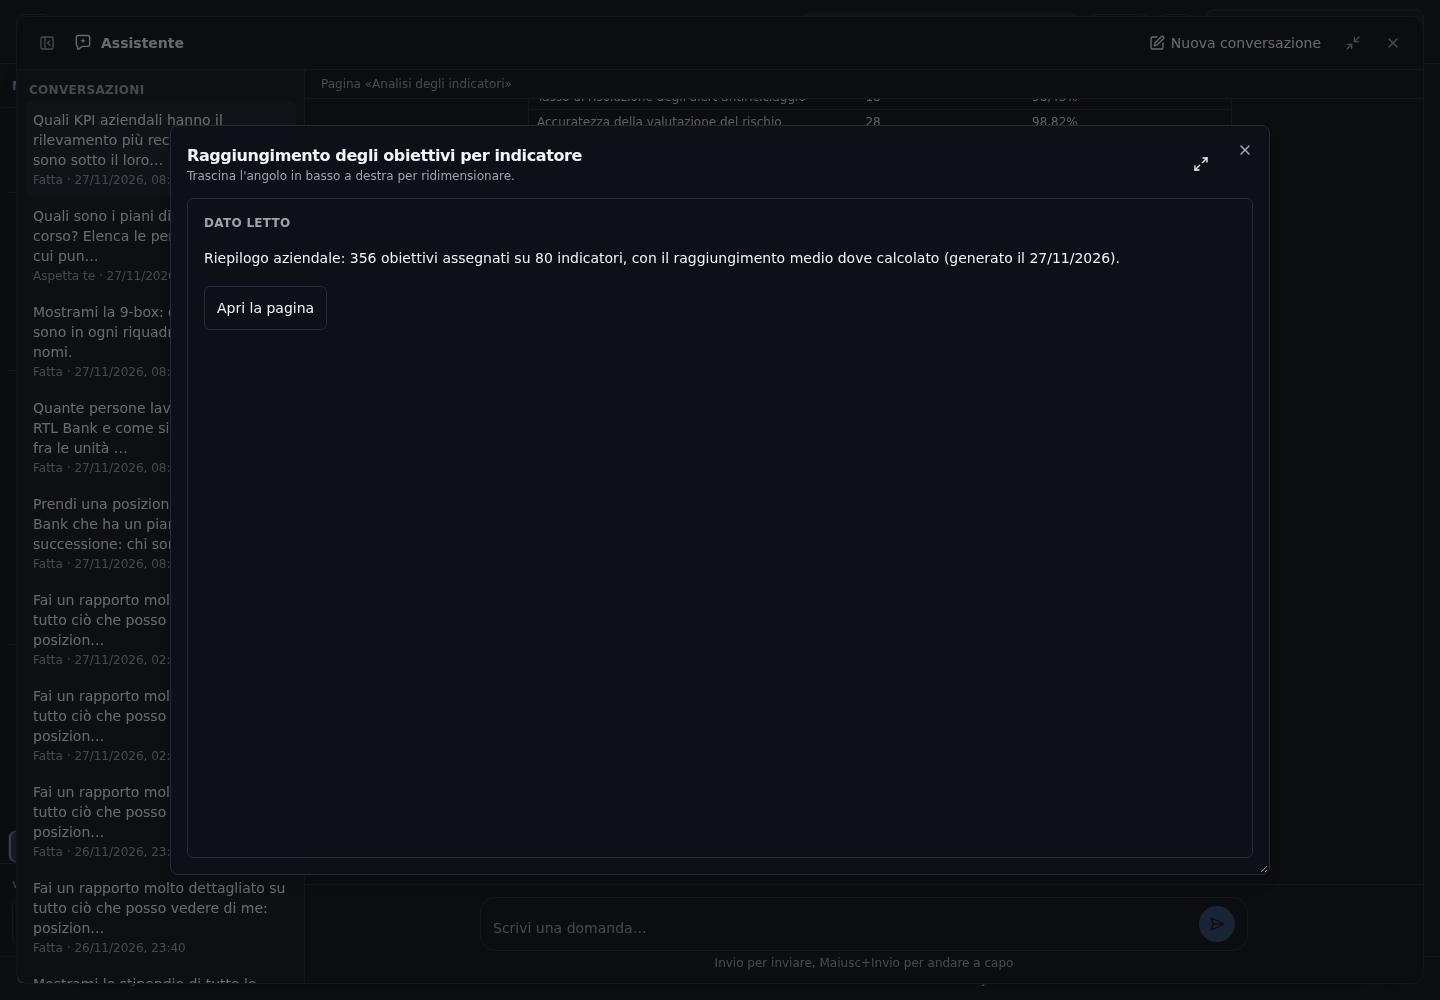 Assistente
Nuova conversazione
CONVERSAZIONI
Pagina «Analisi degli indicatori»
Quali KPI aziendali hanno il
rilevamento più rec
sono sotto il loro…
Fatta · 27/11/2026, 08:
Quali sono i piani di
corso? Elenca le pe
cui pun…
Aspetta te · 27/11/202
Mostrami la 9-box:
sono in ogni riquad
nomi.
Fatta · 27/11/2026, 08:
Quante persone lav
RTL Bank e come si
fra le unità …
Fatta · 27/11/2026, 08:
Prendi una posizion
Bank che ha un pia
successione: chi so
Fatta · 27/11/2026, 08:
Fai un rapporto mol
tutto ciò che posso
posizion…
Fatta · 27/11/2026, 02:
Fai un rapporto mol
tutto ciò che posso
posizion…
Fatta · 27/11/2026, 02:
Fai un rapporto mol
tutto ciò che posso
posizion…
Fatta · 26/11/2026, 23:
Fai un rapporto molto dettagliato su
tutto ciò che posso vedere di me:
posizion…
Fatta · 26/11/2026, 23:40
Accuratezza della valutazione del rischio 28 98,82%
Raggiungimento degli obiettivi per indicatore
Trascina l'angolo in basso a destra per ridimensionare.
DATO LETTO
Riepilogo aziendale: 356 obiettivi assegnati su 80 indicatori, con il raggiungimento medio dove calcolato (generato il 27/11/2026).
Apri la pagina
Scrivi una domanda…
Invio per inviare, Maiusc+Invio per andare a capo